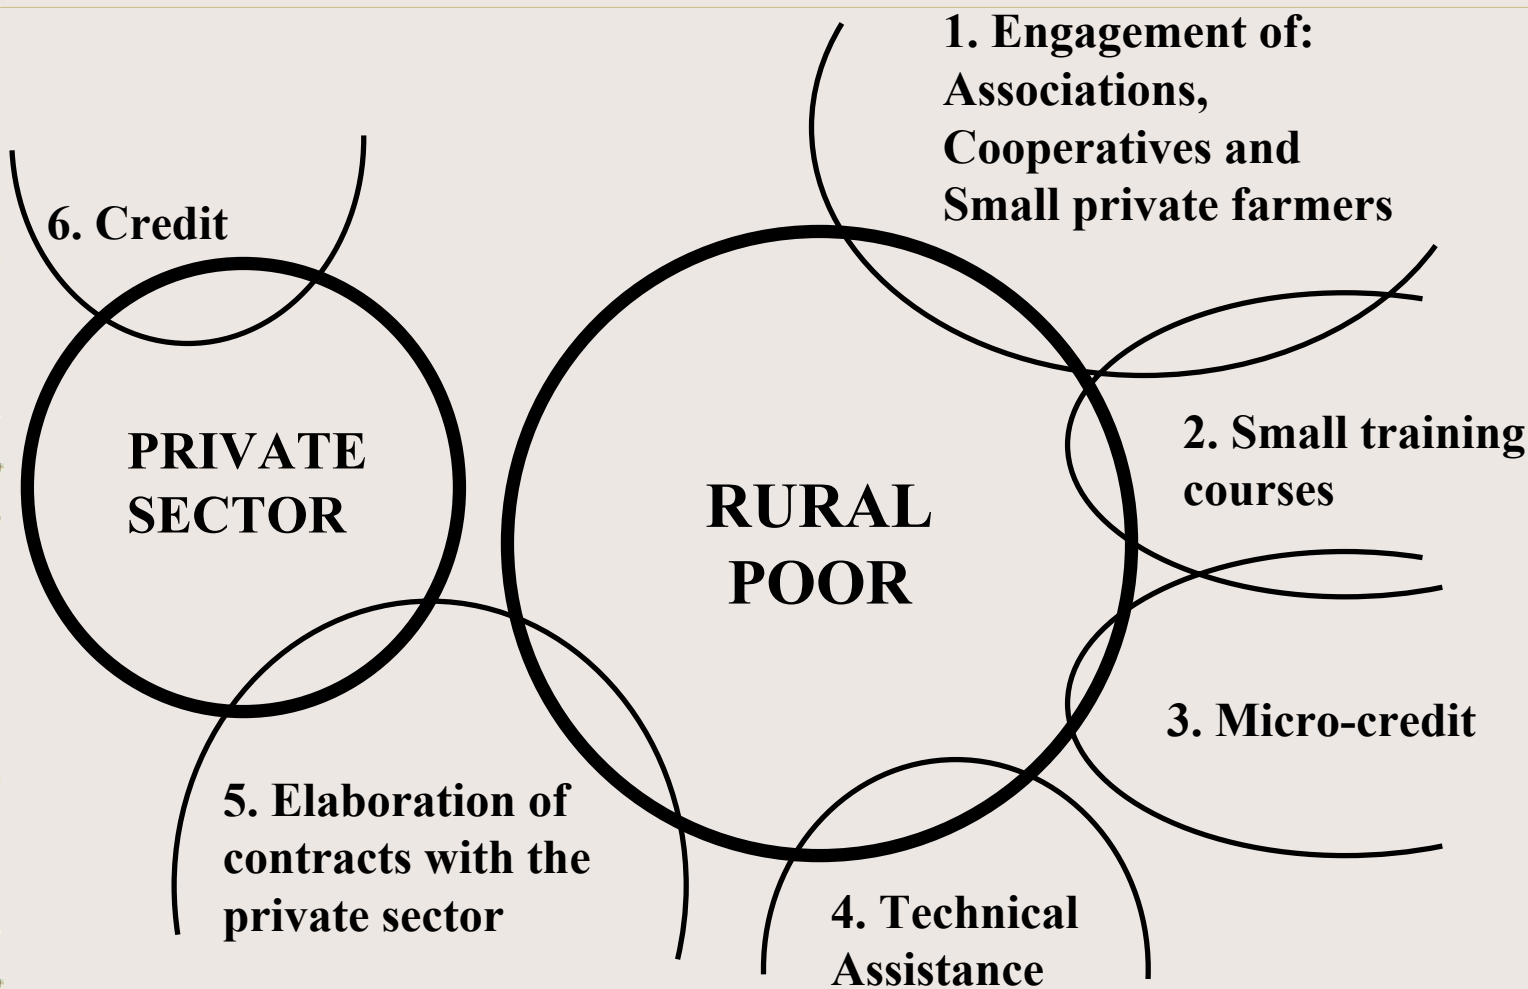 1. Engagement of:
Associations,
Cooperatives and
Small private farmers
6. Credit
PRIVATE
SECTOR
RURAL
POOR
2. Small training
courses
3. Micro-credit
5. Elaboration of
contracts with the
private sector
4. Technical
Assistance